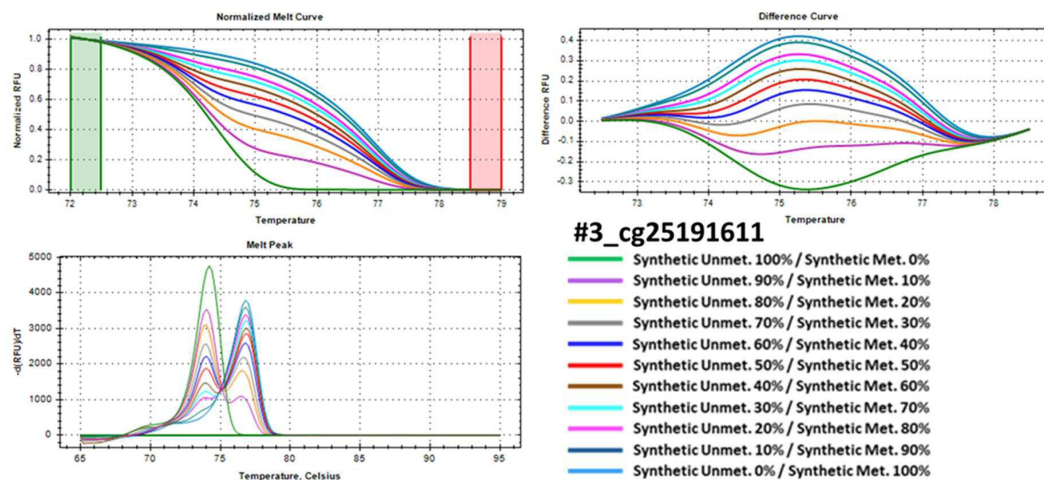 Normalized Melt Curve
Normalized RFU
1.0
0.8
0.6
0.4
0.2
0.0
72 73 74 75 76 77 78 79
Temperature
Difference Curve
Difference RFU
0.4
0.3
0.2
0.1
-0.0
-0.1
-0.2
-0.3
73 74 75 76 77 78
Temperature
Melt Peak
-d(RFU)/dT
5000
4000
3000
2000
1000
0
65 70 75 80 85 90 95
Temperature, Celsius
#3_cg25191611
Synthetic Unmet. 100% / Synthetic Met. 0%
Synthetic Unmet. 90% / Synthetic Met. 10%
Synthetic Unmet. 80% / Synthetic Met. 20%
Synthetic Unmet. 70% / Synthetic Met. 30%
Synthetic Unmet. 60% / Synthetic Met. 40%
Synthetic Unmet. 50% / Synthetic Met. 50%
Synthetic Unmet. 40% / Synthetic Met. 60%
Synthetic Unmet. 30% / Synthetic Met. 70%
Synthetic Unmet. 20% / Synthetic Met. 80%
Synthetic Unmet. 10% / Synthetic Met. 90%
Synthetic Unmet. 0% / Synthetic Met. 100%